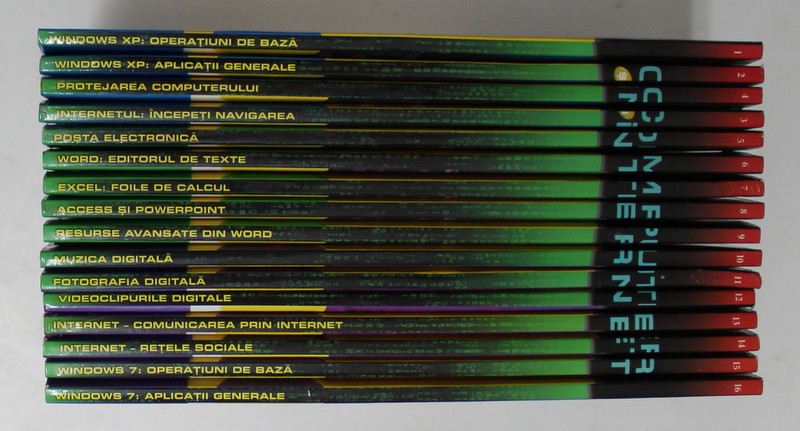 WINDOWS XP: OPERAȚIUNI DE BAZĂ 1
WINDOWS XP: APLICAȚII GENERALE 2
PROTEJAREA COMPUTERULUI 4
INTERNETUL: ÎNCEPEȚI NAVIGAREA 3
POȘTA ELECTRONICĂ 5
WORD: EDITORUL DE TEXTE 6
EXCEL: FOILE DE CALCUL 7
ACCESS ȘI POWERPOINT 8
RESURSE AVANSATE DIN WORD 9
MUZICA DIGITALĂ 10
FOTOGRAFIA DIGITALĂ 11
VIDEOCLIPURILE DIGITALE 12
INTERNET - COMUNICAREA PRIN INTERNET 13
INTERNET - REȚELE SOCIALE 14
WINDOWS 7: OPERAȚIUNI DE BAZĂ 15
WINDOWS 7: APLICAȚII GENERALE 16
COMPUTER
ȘI INTERNET